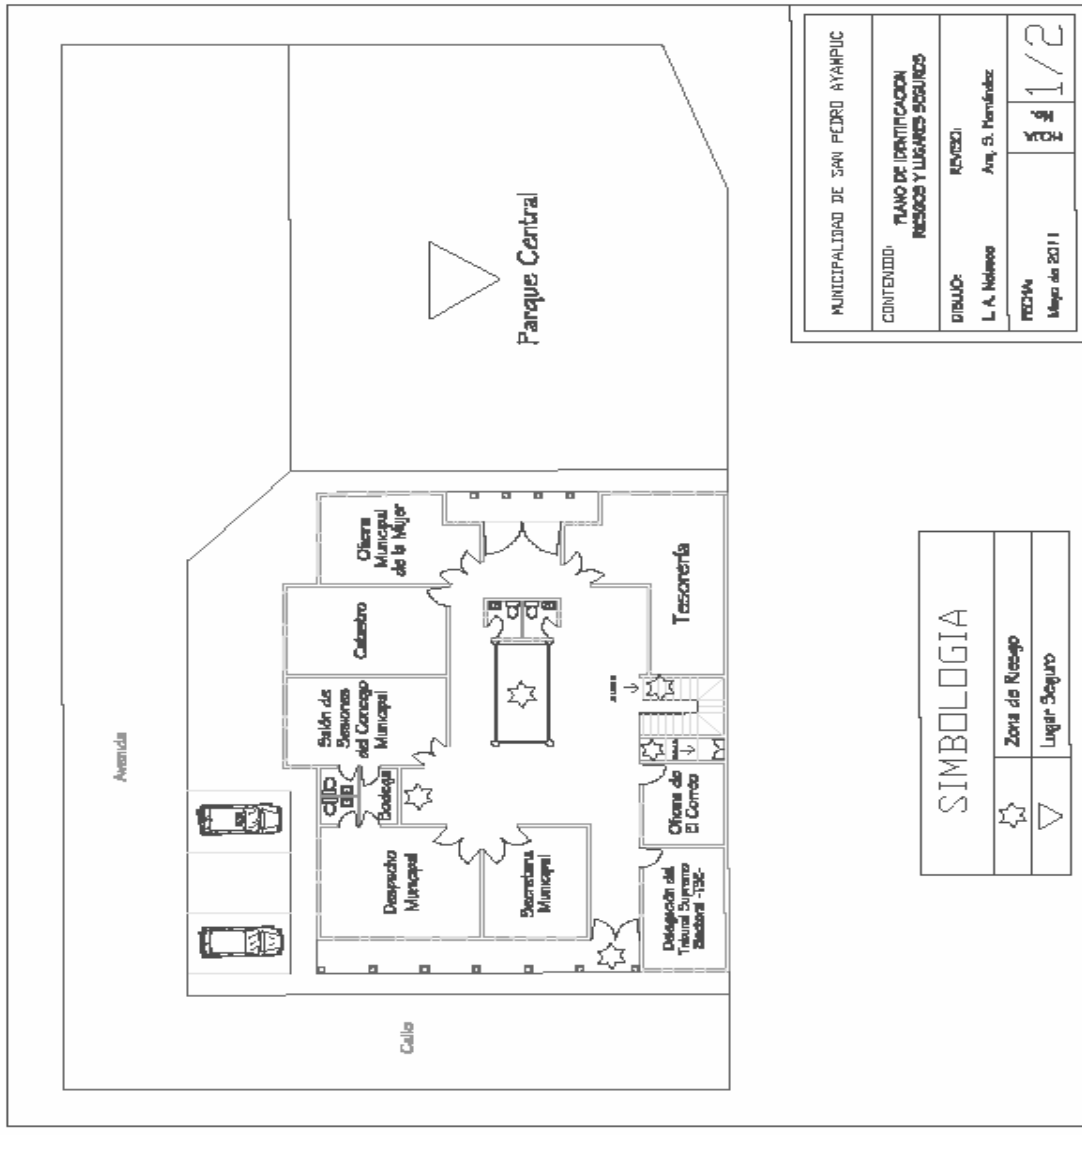 Avenida
Calle
Parque Central
Oficina
Municipal
de la Mujer
Catastro
Salón de
Sesiones
del Concejo
Municipal
Bodega
Despacho
Municipal
Secretaría
Municipal
Tesorería
Oficina de
El Correo
Delegación del
Tribunal Supremo
Electoral -TSE-
SIMBOLOGIA
Zona de Riesgo
Lugar Seguro
MUNICIPALIDAD DE SAN PEDRO AYAMPUC
CONTENIDO:
PLANO DE IDENTIFICACION
RIESGOS Y LUGARES SEGUROS
DIBUJO:
REVISO:
L. A.
Arq. S. Hernández
FECHA:
Mayo de 2011
1/2